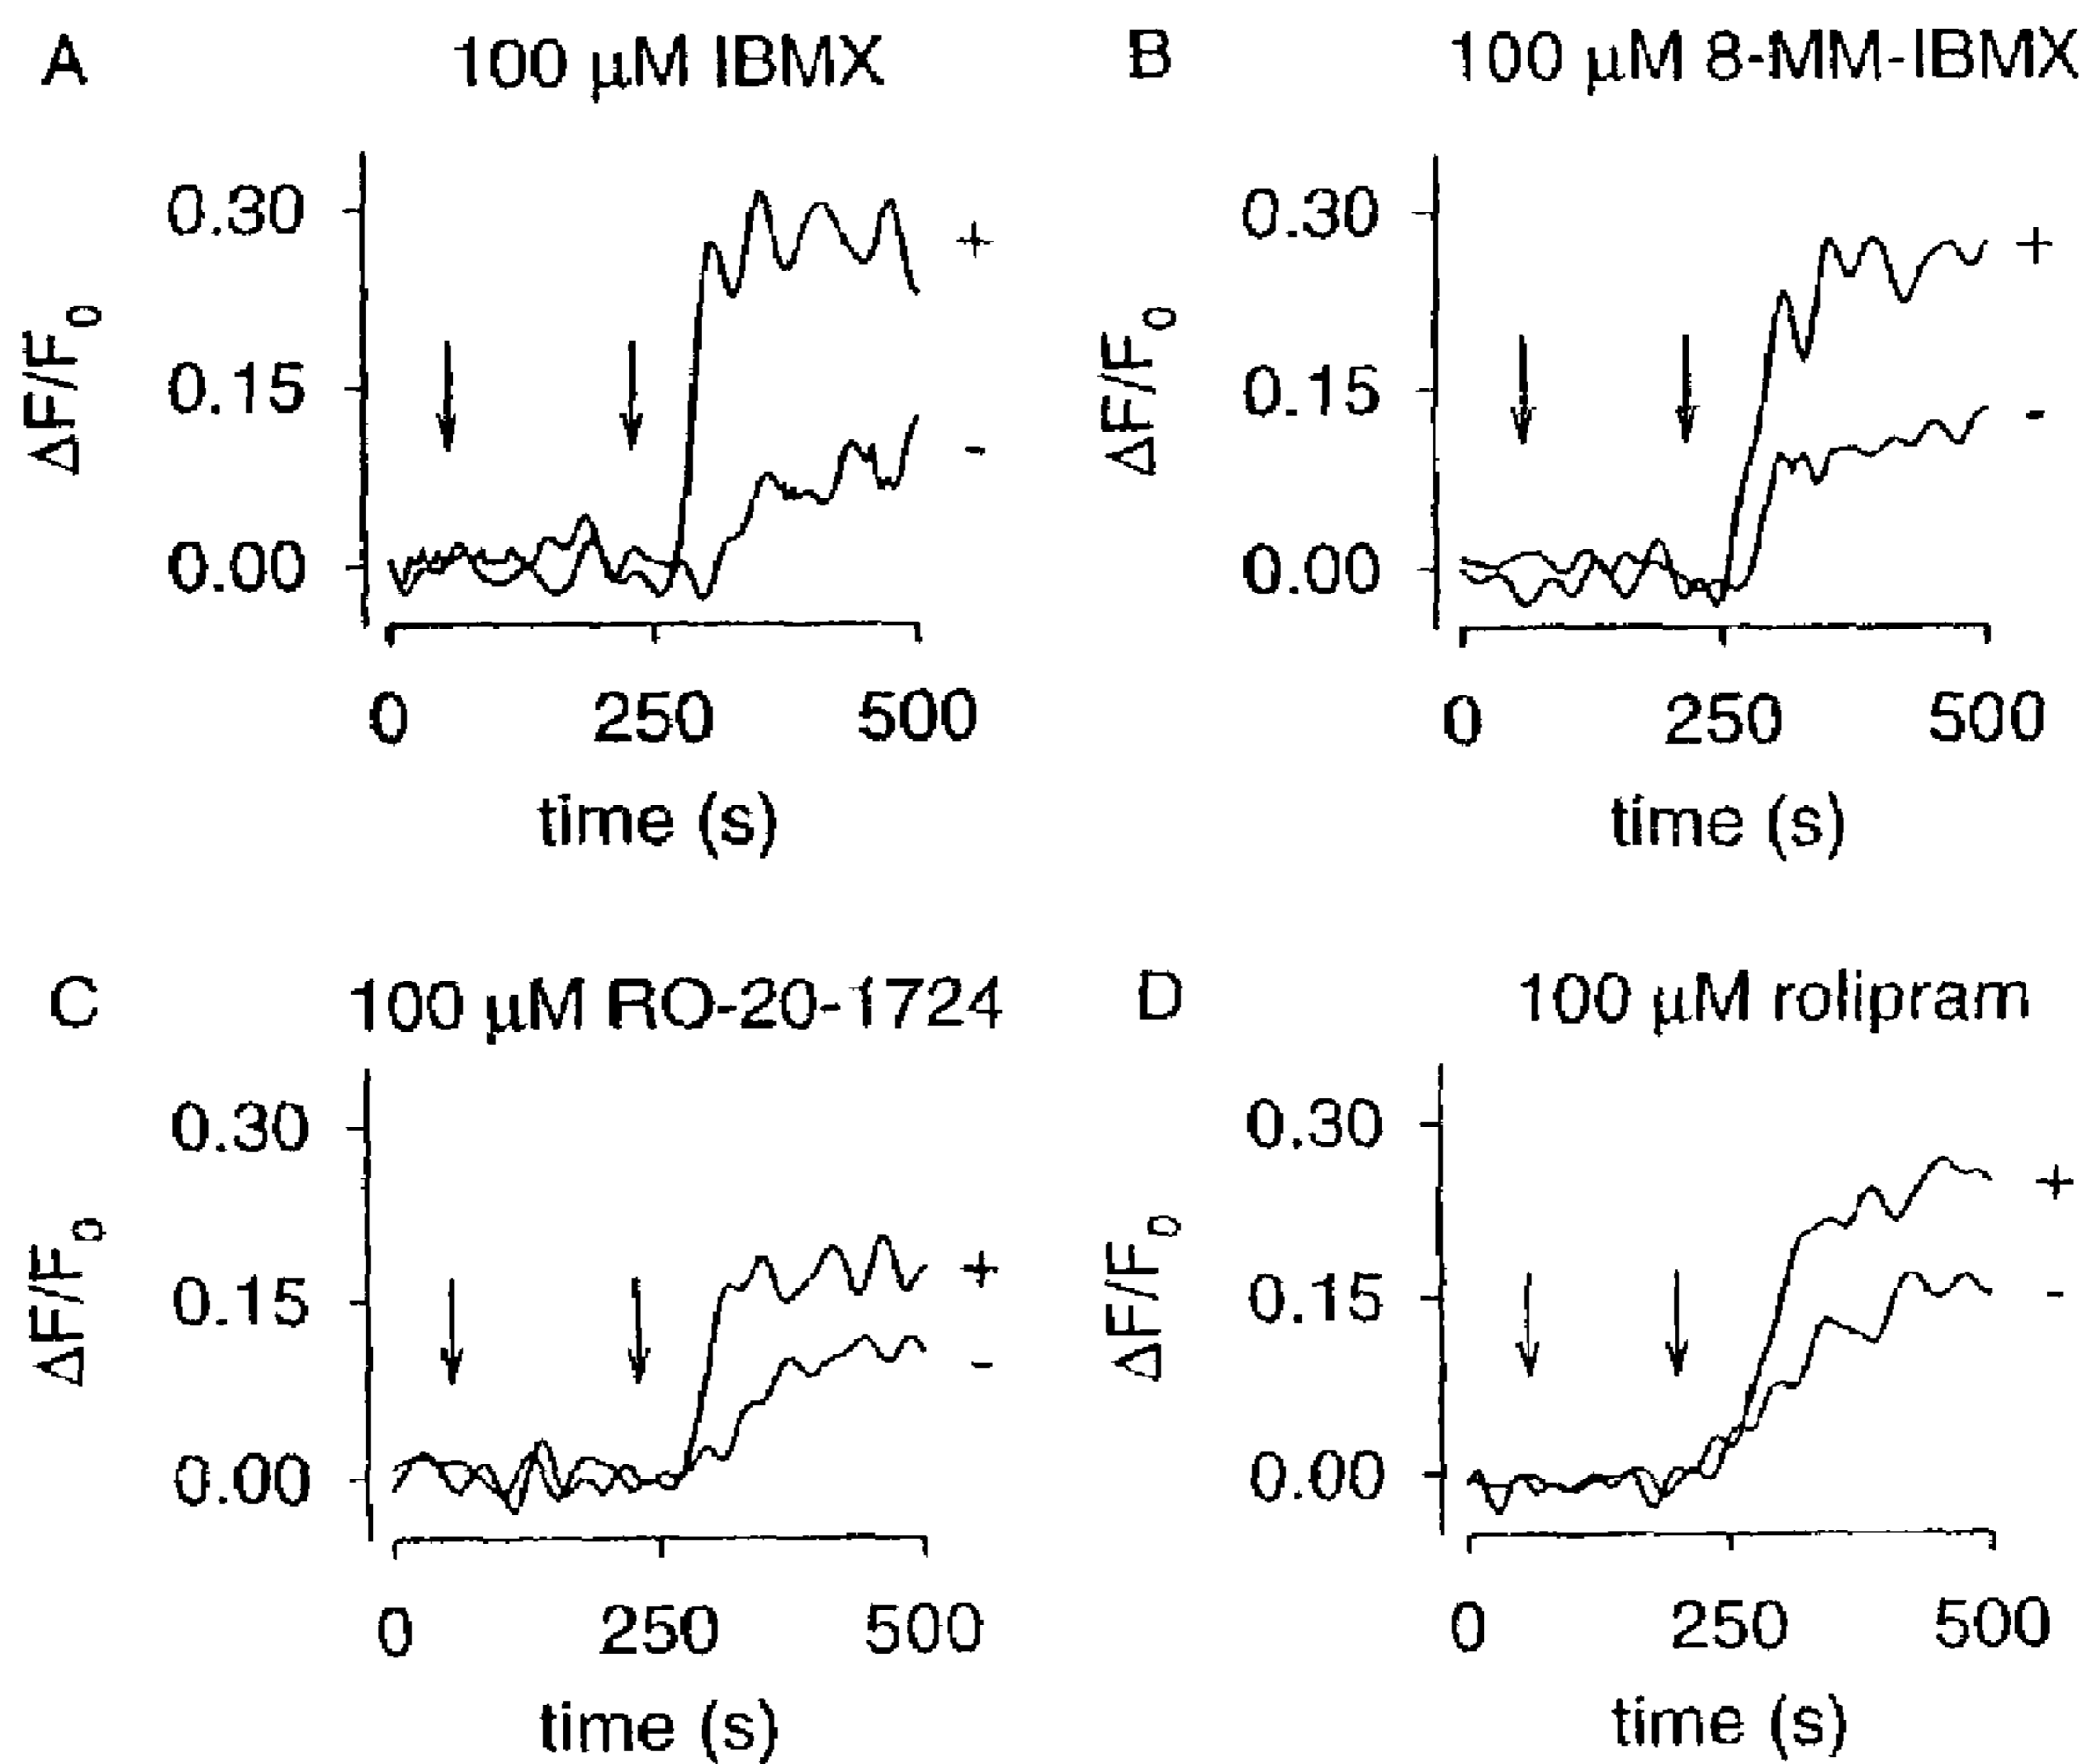 A 100 μM IBMX
0.30
0.15
0.00
ΔF/F0
+
-
0 250 500
time (s)
B 100 μM 8-MM-IBMX
0.30
0.15
0.00
ΔF/F0
+
-
0 250 500
time (s)
C 100 μM RO-20-1724
0.30
0.15
0.00
ΔF/F0
+
-
0 250 500
time (s)
D 100 μM rolipram
0.30
0.15
0.00
ΔF/F0
+
-
0 250 500
time (s)